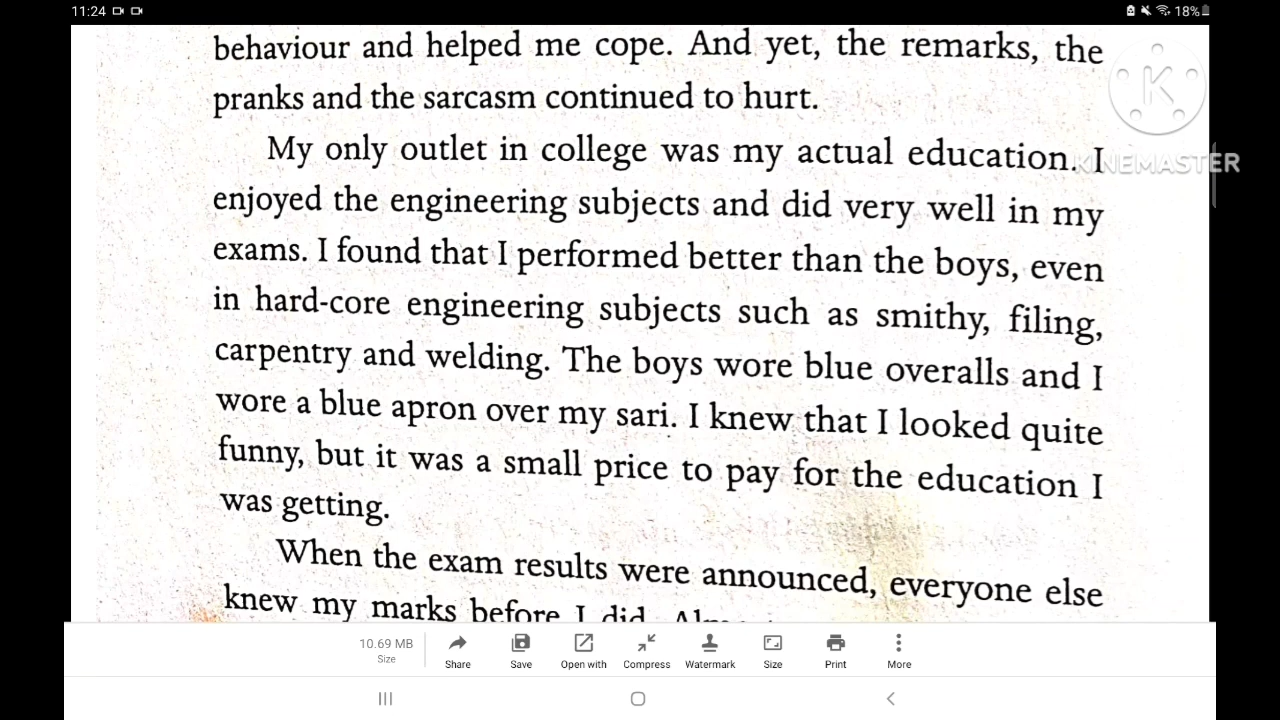 11:24 18%
behaviour and helped me cope. And yet, the remarks, the
pranks and the sarcasm continued to hurt.
My only outlet in college was my actual education. I
KINEMASTER
enjoyed the engineering subjects and did very well in my
exams. I found that I performed better than the boys, even
in hard-core engineering subjects such as smithy, filing,
carpentry and welding. The boys wore blue overalls and I
wore a blue apron over my sari. I knew that I looked quite
funny, but it was a small price to pay for the education I
was getting.
When the exam results were announced, everyone else
knew my marks before I did.
10.69 MB
Size Share Save Open with Compress Watermark Size Print More